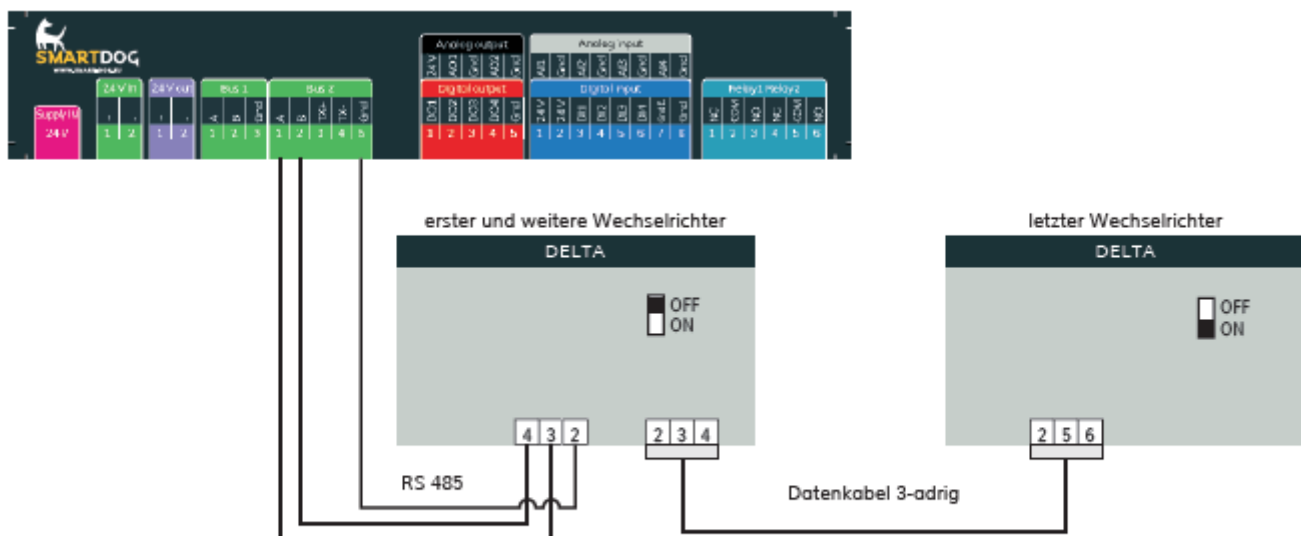 SMARTDOG
Analog output
Analog input
24 V AO1 Gnd AO2 Gnd
AI1 Gnd AI2 Gnd AI3 Gnd AI4 Gnd
24 V in
24 V out
Bus 1
Bus 2
Digital output
Digital input
Relay1 Relay2
Supply IN
24 V
A B Gnd
A B TX+ TX- Gnd
DO1 DO2 DO3 DO4 Gnd
24 V 24 V DI1 DI2 DI3 DI4 Gnd
NC COM NO NC COM NO
1 2
1 2
1 2 3
1 2 3 4 5
1 2 3 4 5
1 2 3 4 5 6 7 8
1 2 3 4 5 6
erster und weitere Wechselrichter
letzter Wechselrichter
DELTA
DELTA
OFF
ON
OFF
ON
4 3 2
2 3 4
2 5 6
RS 485
Datenkabel 3-adrig